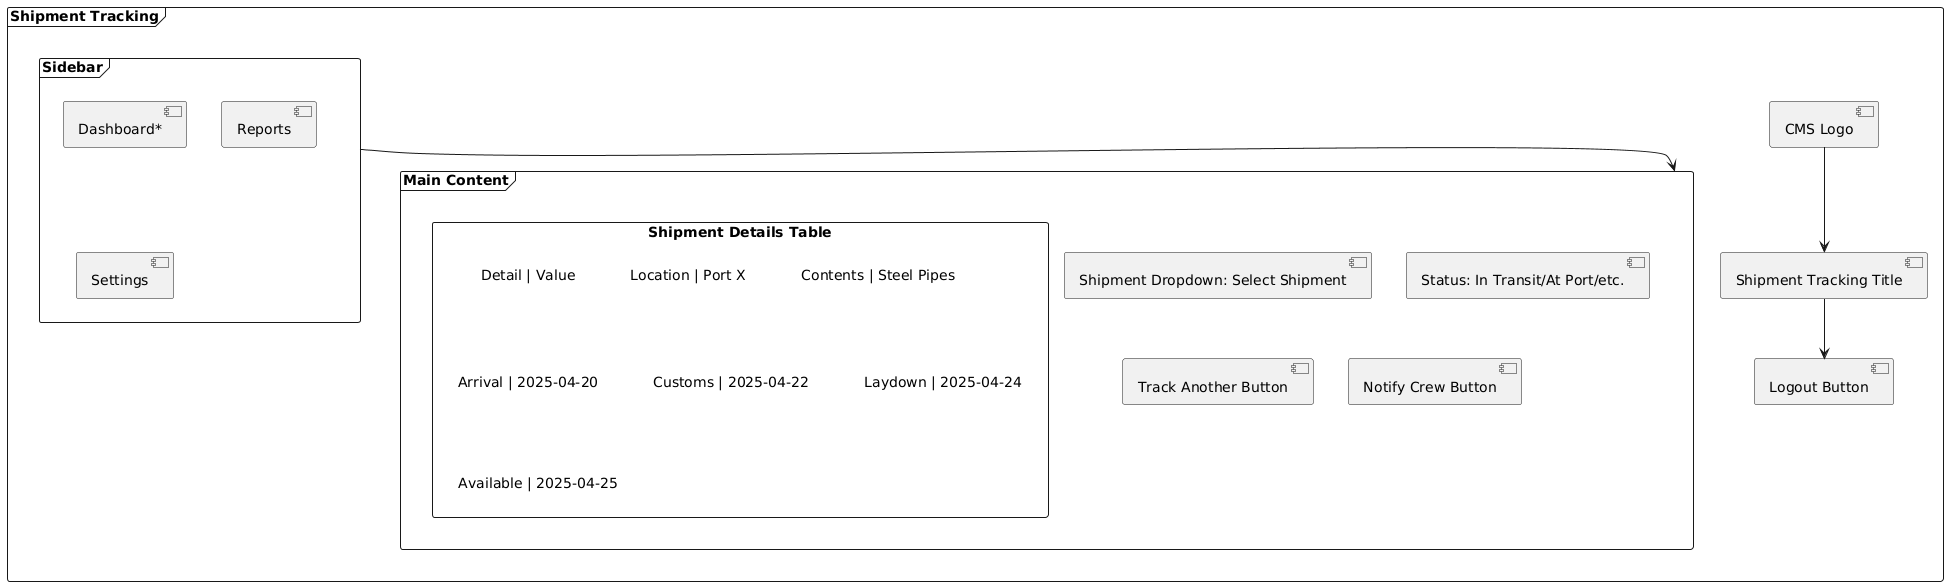 Shipment Tracking
Sidebar
Dashboard*
Reports
Settings
Main Content
Shipment Details Table
Detail | Value
Location | Port X
Contents | Steel Pipes
Arrival | 2025-04-20
Customs | 2025-04-22
Laydown | 2025-04-24
Available | 2025-04-25
Shipment Dropdown: Select Shipment
Status: In Transit/At Port/etc.
Track Another Button
Notify Crew Button
CMS Logo
Shipment Tracking Title
Logout Button